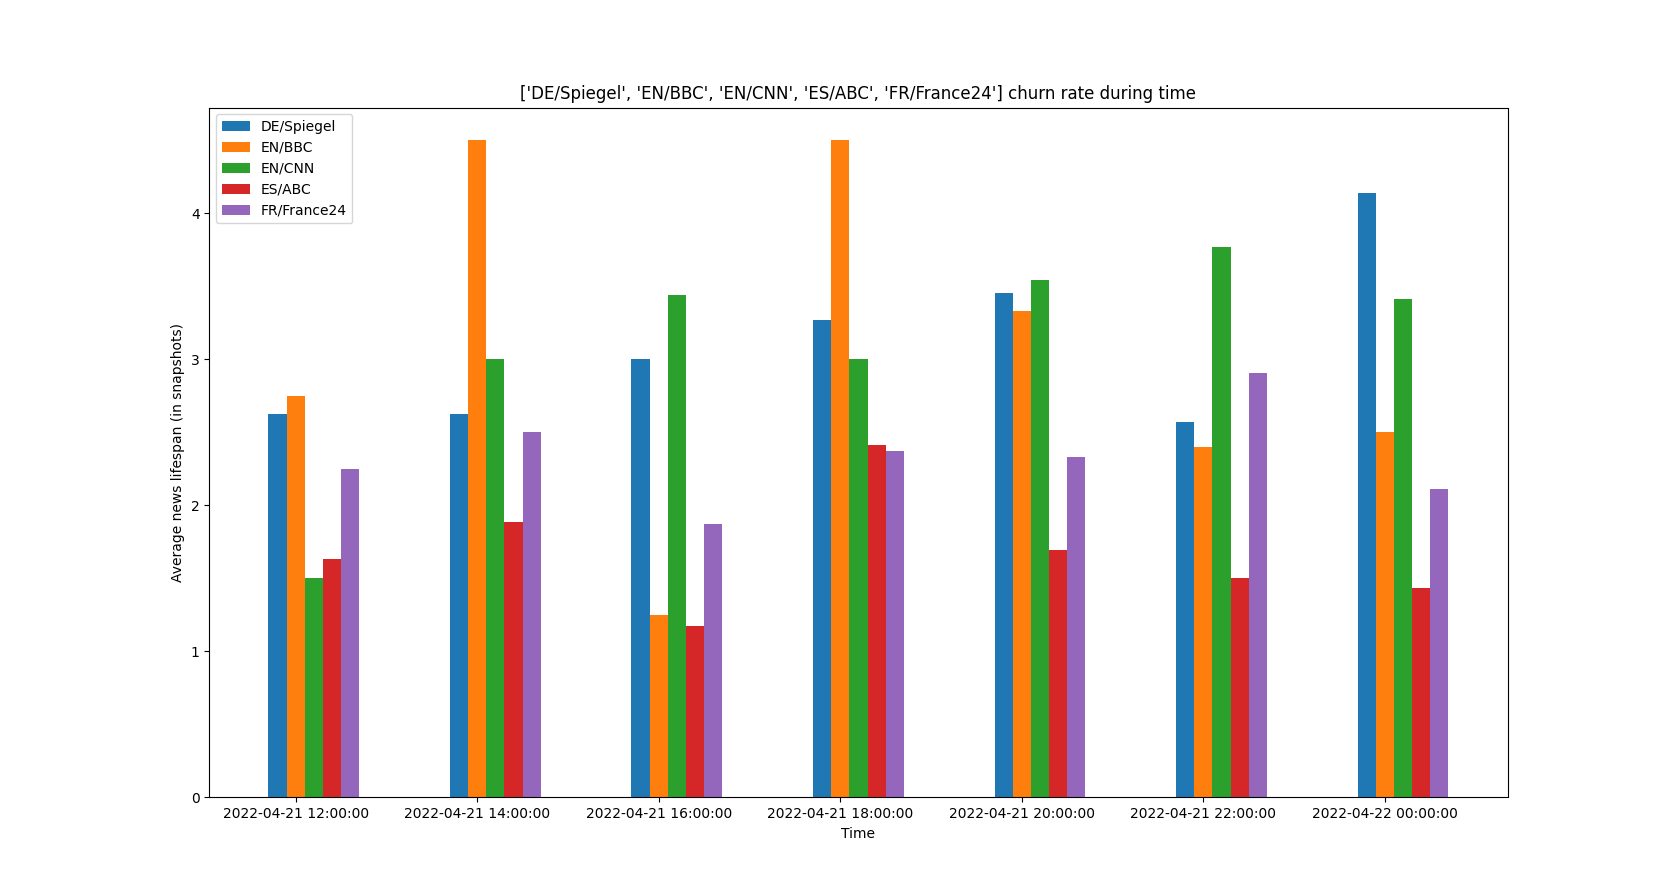 ['DE/Spiegel', 'EN/BBC', 'EN/CNN', 'ES/ABC', 'FR/France24'] churn rate during time
DE/Spiegel
EN/BBC
EN/CNN
ES/ABC
FR/France24
Average news lifespan (in snapshots)
4
3
2
1
0
2022-04-21 12:00:00 2022-04-21 14:00:00 2022-04-21 16:00:00 2022-04-21 18:00:00 2022-04-21 20:00:00 2022-04-21 22:00:00 2022-04-22 00:00:00
Time